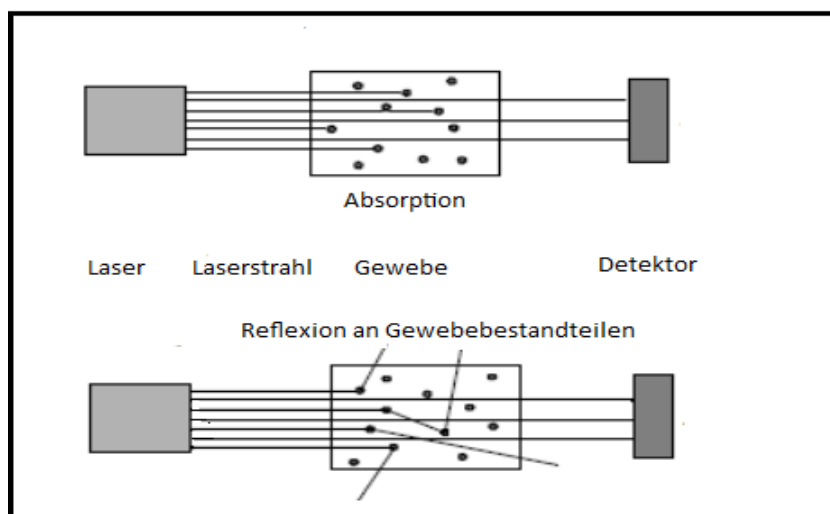 Absorption
Laser Laserstrahl Gewebe Detektor
Reflexion an Gewebebestandteilen